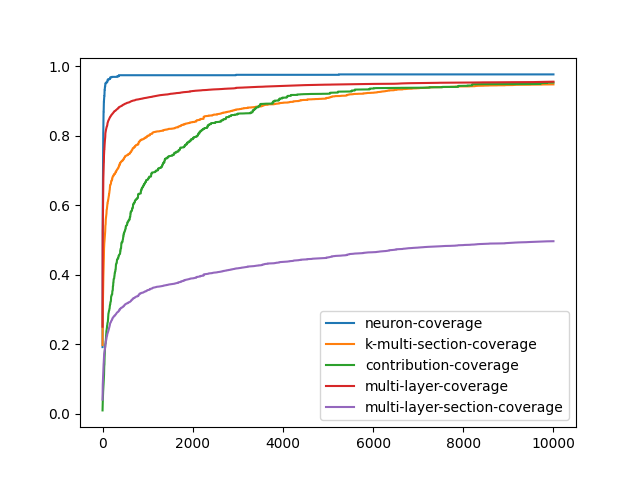 1.0
0.8
0.6
0.4
0.2
0.0
0 2000 4000 6000 8000 10000
neuron-coverage
k-multi-section-coverage
contribution-coverage
multi-layer-coverage
multi-layer-section-coverage